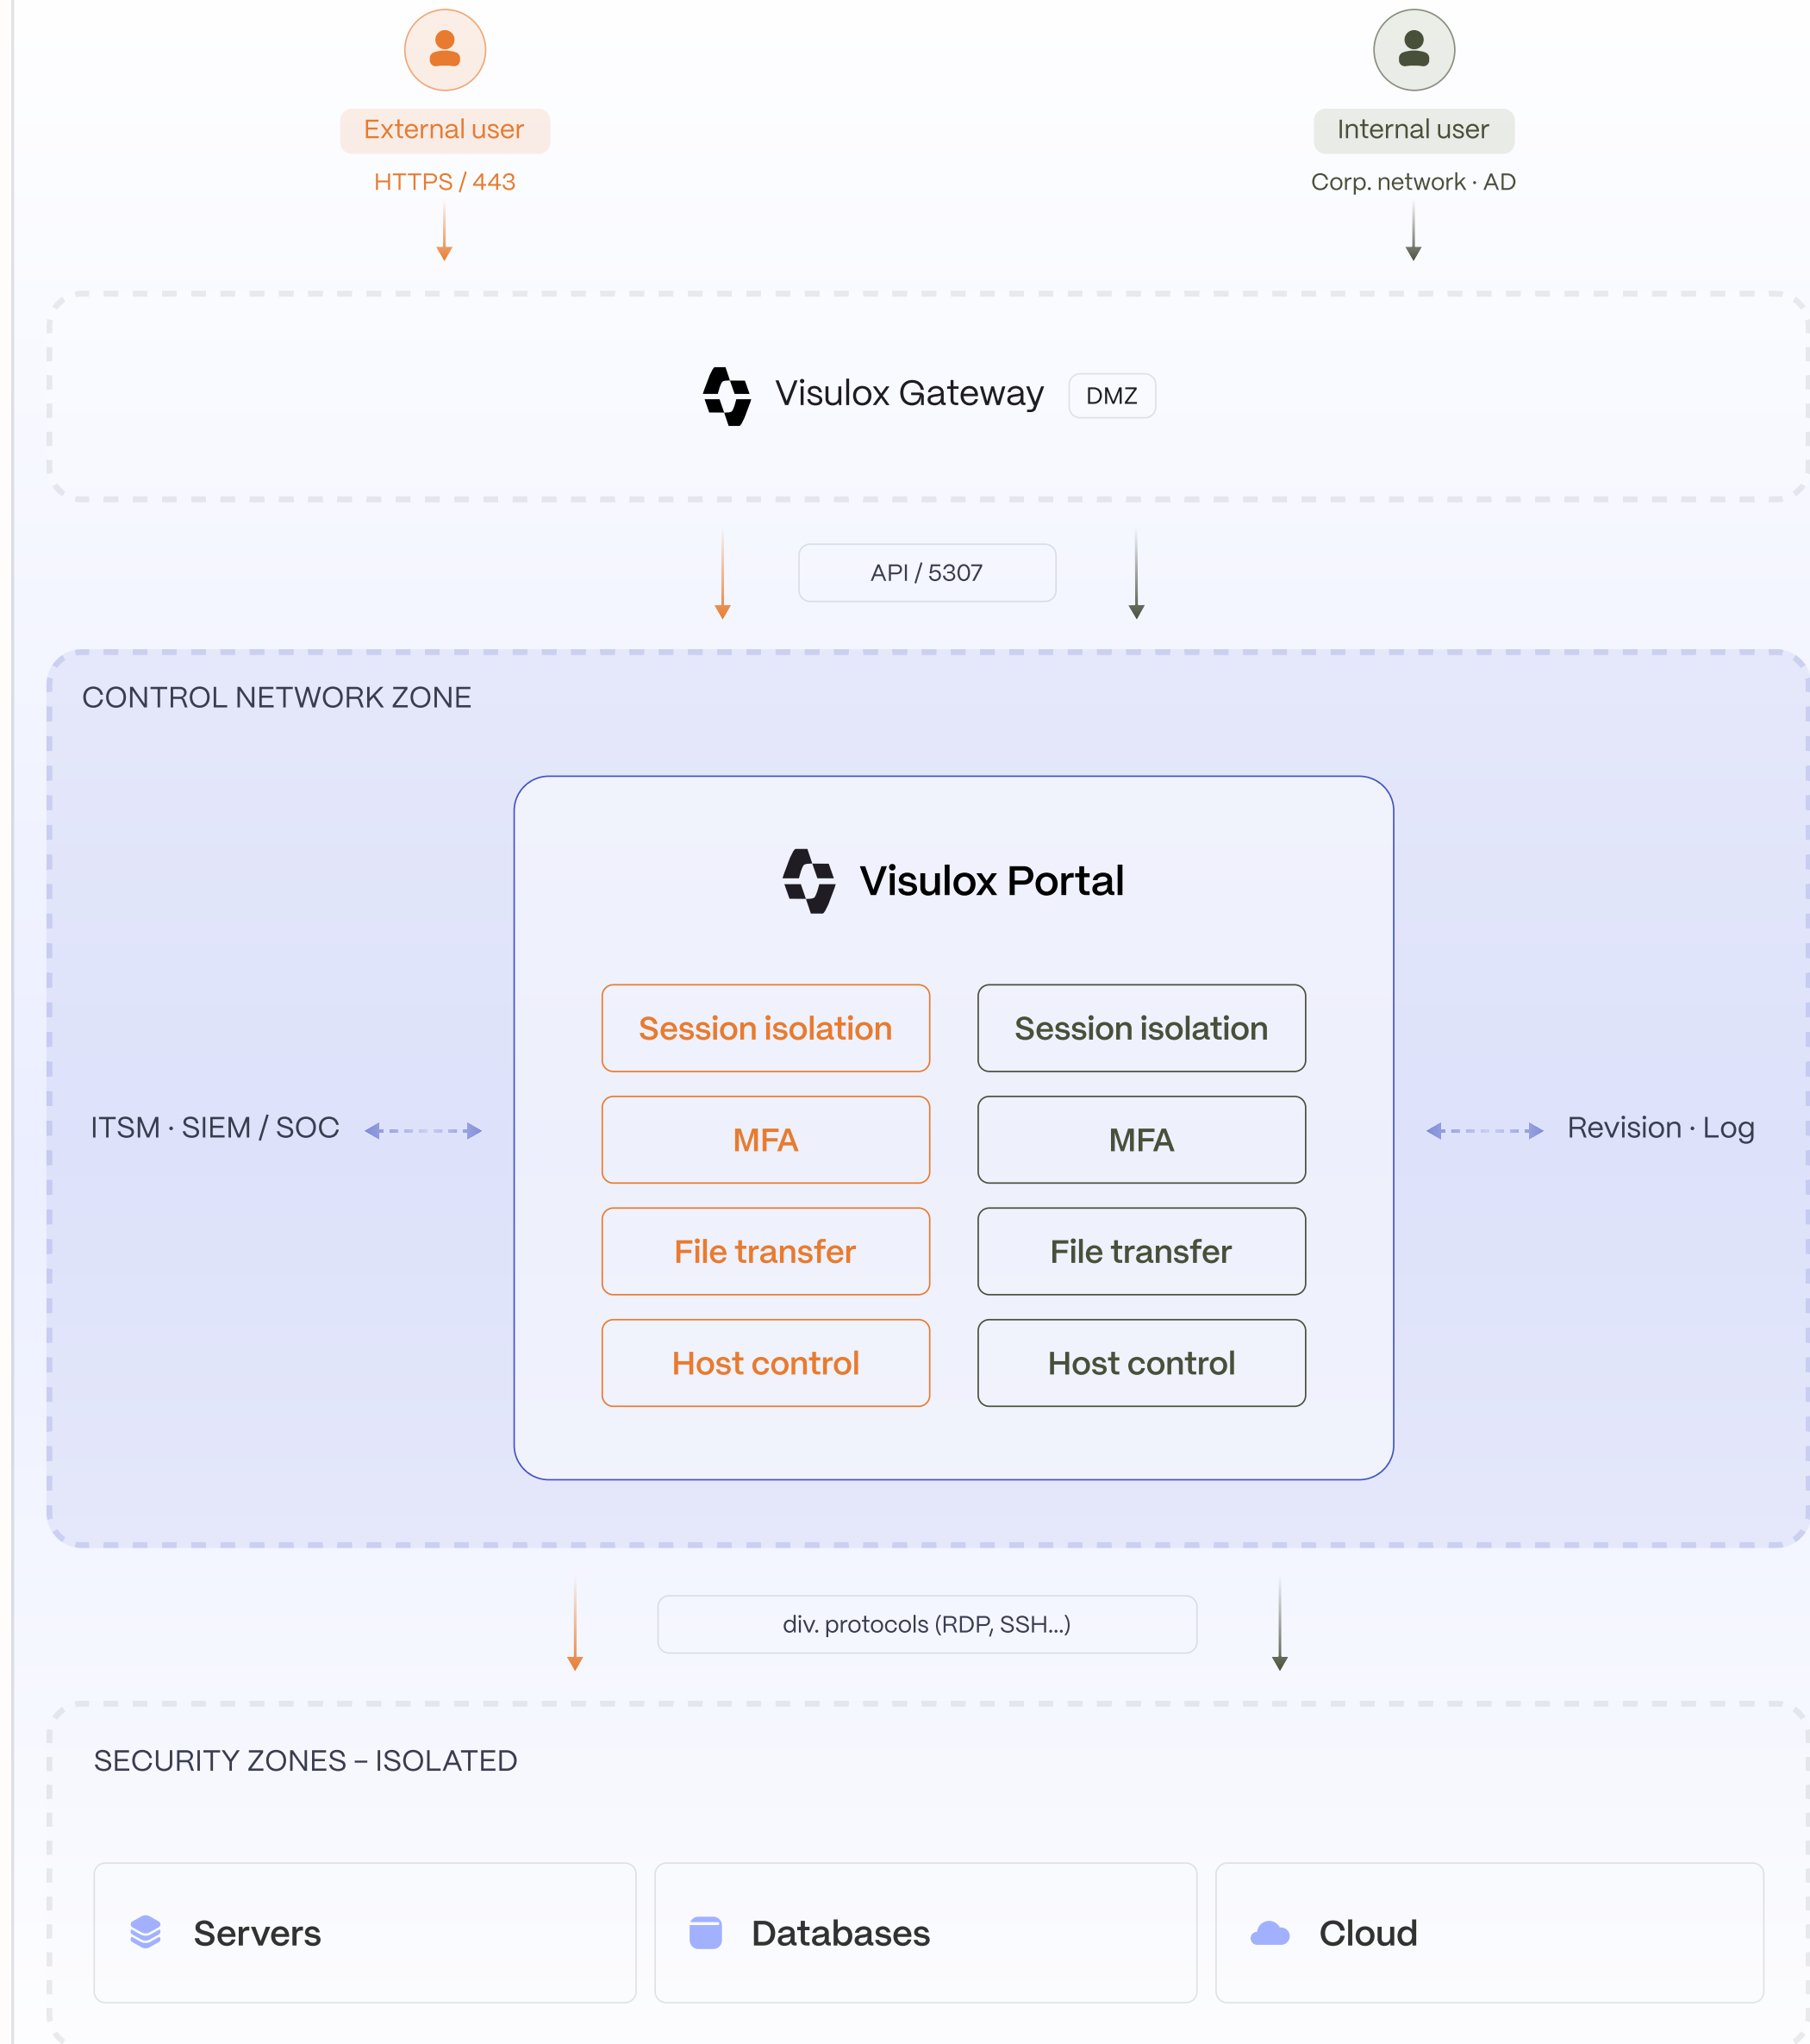 External user
Internal user
HTTPS / 443
Corp. network · AD
Visulox Gateway
DMZ
API / 5307
CONTROL NETWORK ZONE
Visulox Portal
Session isolation
Session isolation
MFA
MFA
ITSM · SIEM / SOC
Revision · Log
File transfer
File transfer
Host control
Host control
div. protocols (RDP, SSH...)
SECURITY ZONES – ISOLATED
Servers
Databases
Cloud